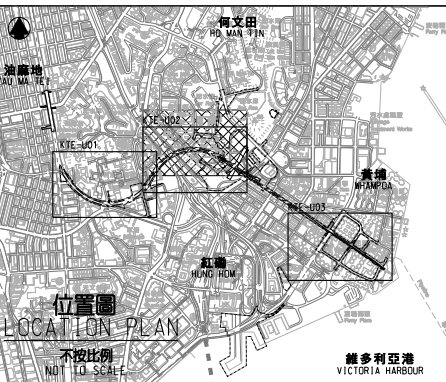 何文田
HO MAN TIN
油麻地
YAU MA TEI
KTE-U02
KTE-U01
黃埔
WHAMPOA
KTE-U03
紅磡
HUNG HOM
位置圖
LOCATION PLAN
不按比例
NOT TO SCALE
維多利亞港
VICTORIA HARBOUR